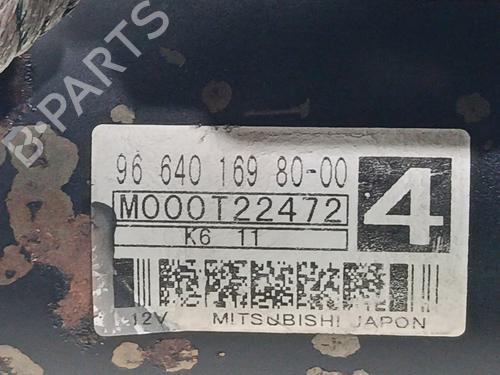 96 640 169 80-00
M000T22472
4
K6 11
12V MITSUBISHI JAPON
B-PARTS